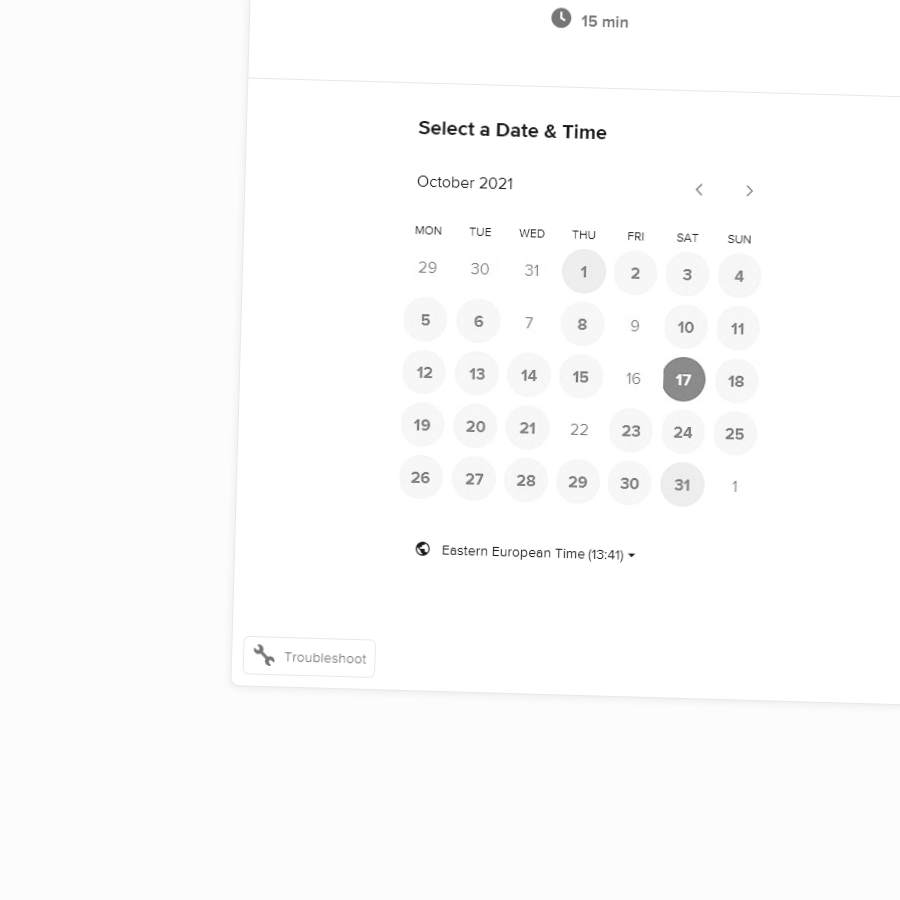 15 min
Select a Date & Time
October 2021
MON TUE WED THU FRI SAT SUN
29 30 31 1 2 3 4
5 6 7 8 9 10 11
12 13 14 15 16 17 18
19 20 21 22 23 24 25
26 27 28 29 30 31 1
Eastern European Time (13:41)
Troubleshoot